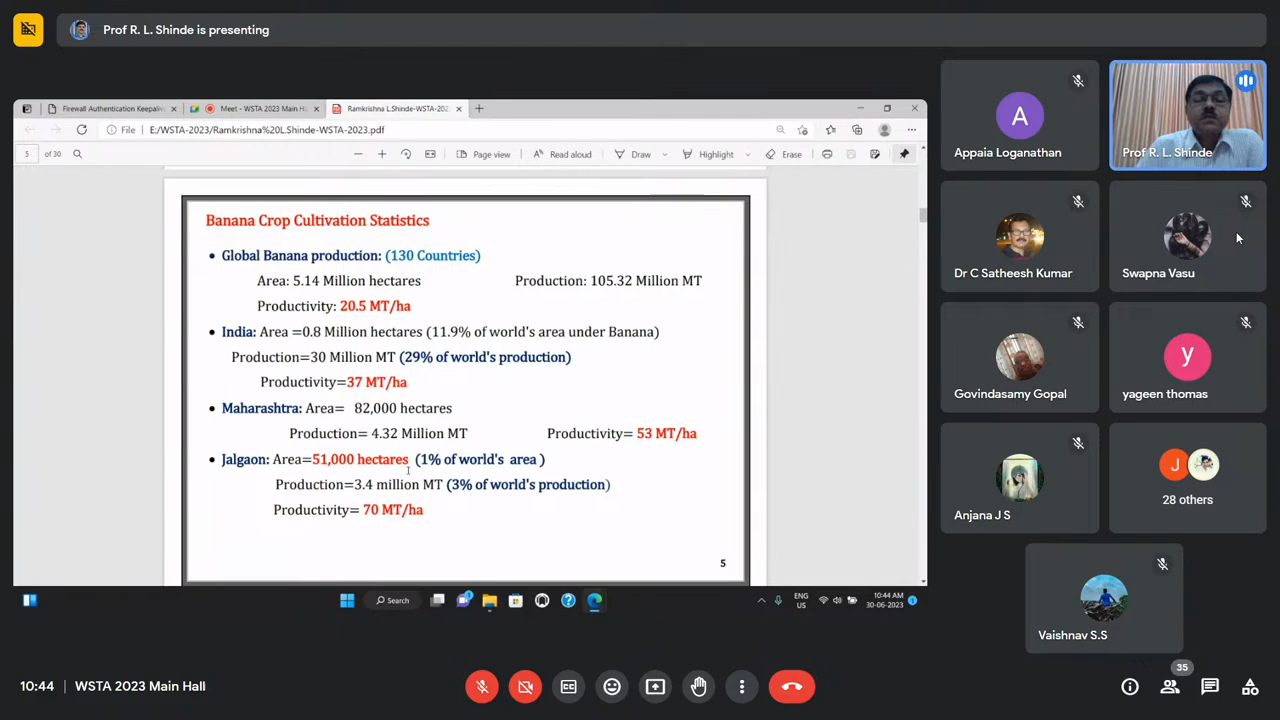 Prof R. L. Shinde is presenting
Firewall Authentication Keepaliv
Meet - WSTA 2023 Main H
Ramkrishna L.Shinde-WSTA-202
File E:/WSTA-2023/Ramkrishna%20L.Shinde-WSTA-2023.pdf
5 of 30 Page view Read aloud Draw Highlight Erase
Banana Crop Cultivation Statistics
• Global Banana production: (130 Countries)
Area: 5.14 Million hectares Production: 105.32 Million MT
Productivity: 20.5 MT/ha
• India: Area =0.8 Million hectares (11.9% of world's area under Banana)
Production=30 Million MT (29% of world's production)
Productivity=37 MT/ha
• Maharashtra: Area= 82,000 hectares
Production= 4.32 Million MT Productivity= 53 MT/ha
• Jalgaon: Area=51,000 hectares (1% of world's area )
Production=3.4 million MT (3% of world's production)
Productivity= 70 MT/ha
5
Search
ENG
US
10:44 AM
30-06-2023
1
A
Appaia Loganathan
Prof R. L. Shinde
Dr C Satheesh Kumar
Swapna Vasu
Govindasamy Gopal
y
yageen thomas
Anjana J S
J
28 others
Vaishnav S.S
10:44 | WSTA 2023 Main Hall
35